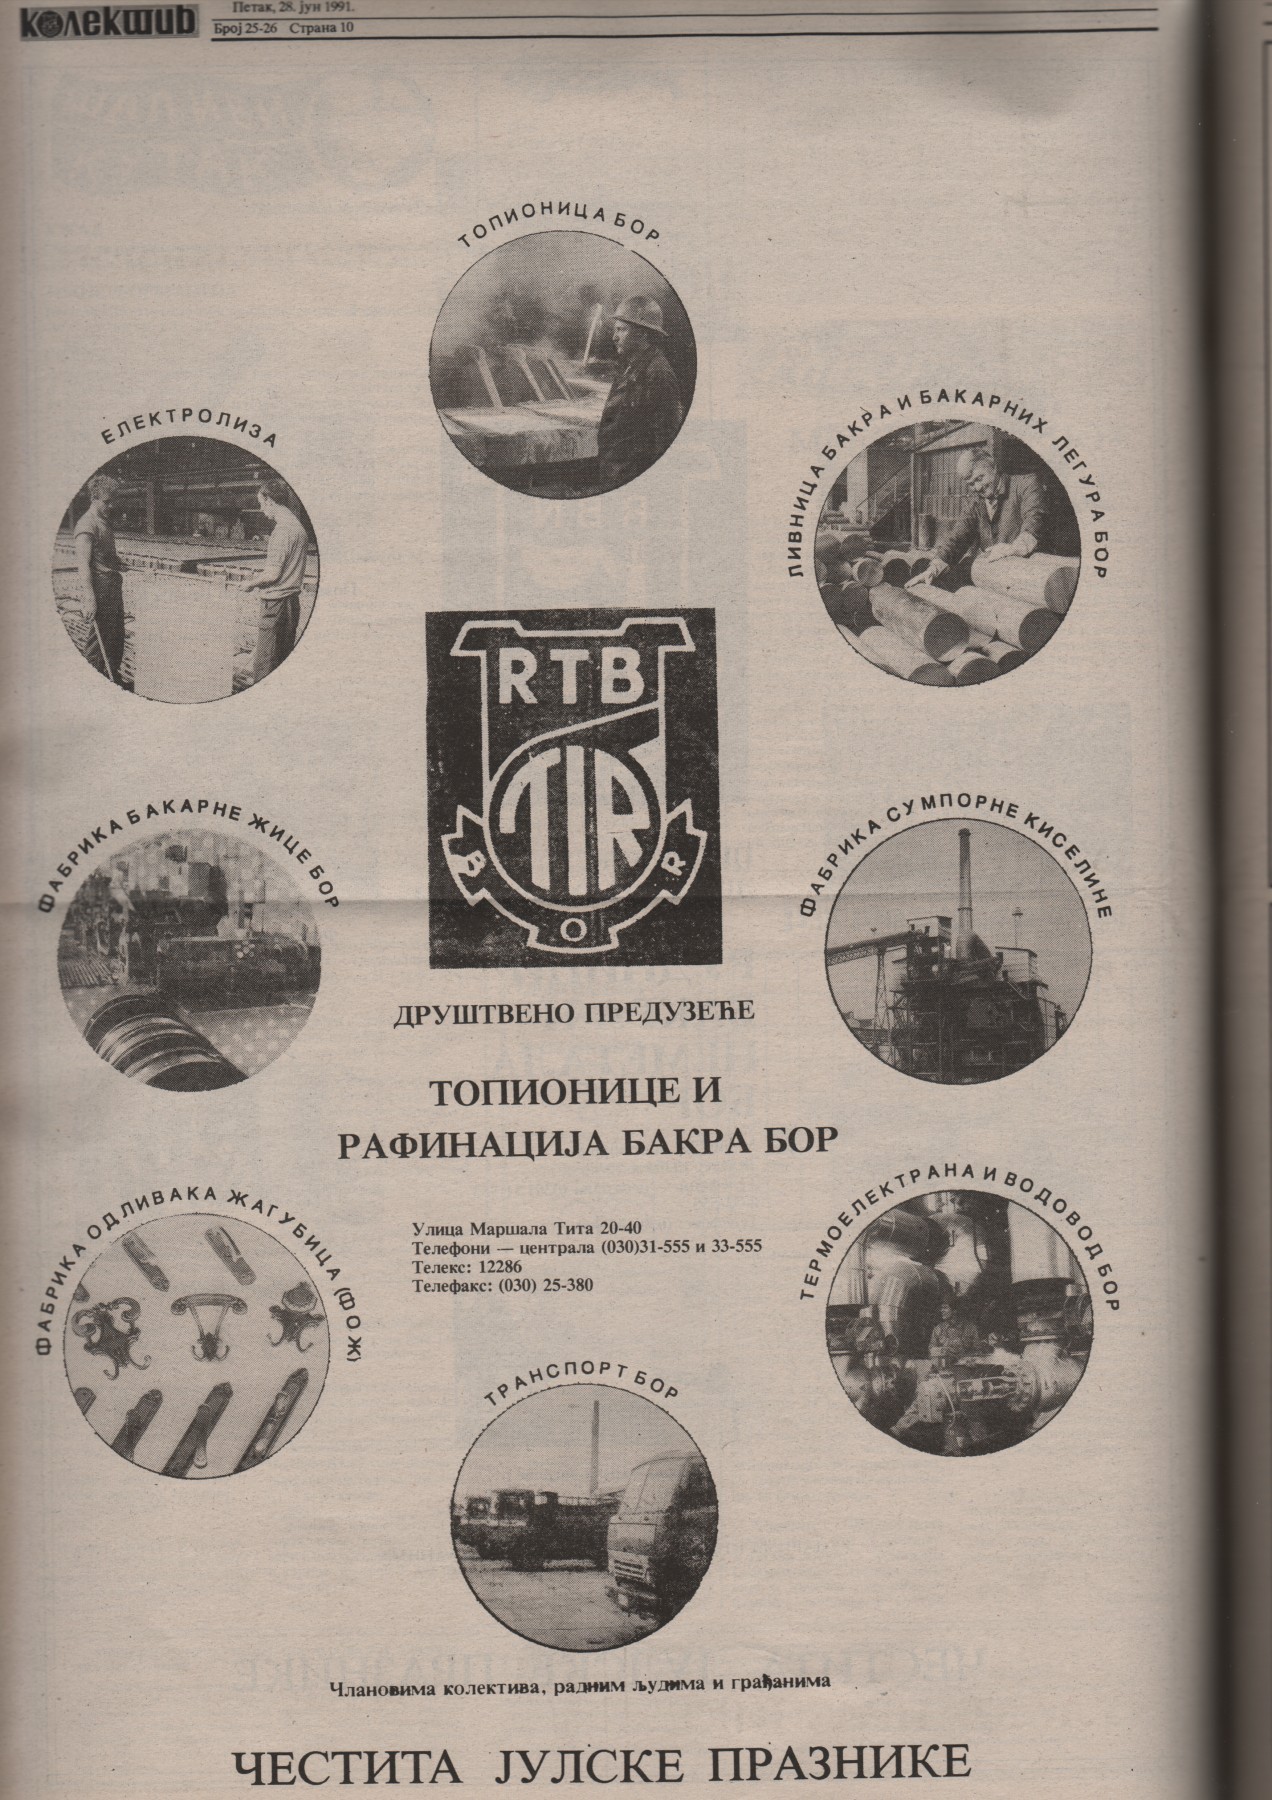 колектив
Петак, 28. јун 1991.
Број 25-26 Страна 10
ТОПИОНИЦА БОР
ЕЛЕКТРОЛИЗА
ЛИВНИЦА БАКРА И БАКАРНИХ ЛЕГУРА БОР
RTB
TIR
BOR
ФАБРИКА БАКАРНЕ ЖИЦЕ БОР
ФАБРИКА СУМПОРНЕ КИСЕЛИНЕ
ДРУШТВЕНО ПРЕДУЗЕЋЕ
ТОПИОНИЦЕ И
РАФИНАЦИЈА БАКРА БОР
ФАБРИКА ОДЛИВАКА ЖАГУБИЦА (ФОЖ)
ТЕРМОЕЛЕКТРАНА И ВОДОВОД БОР
Улица Маршала Тита 20-40
Телефони — централа (030)31-555 и 33-555
Телекс: 12286
Телефакс: (030) 25-380
ТРАНСПОРТ БОР
Члановима колектива, радним људима и грађанима
ЧЕСТИТА ЈУЛСКЕ ПРАЗНИКЕ